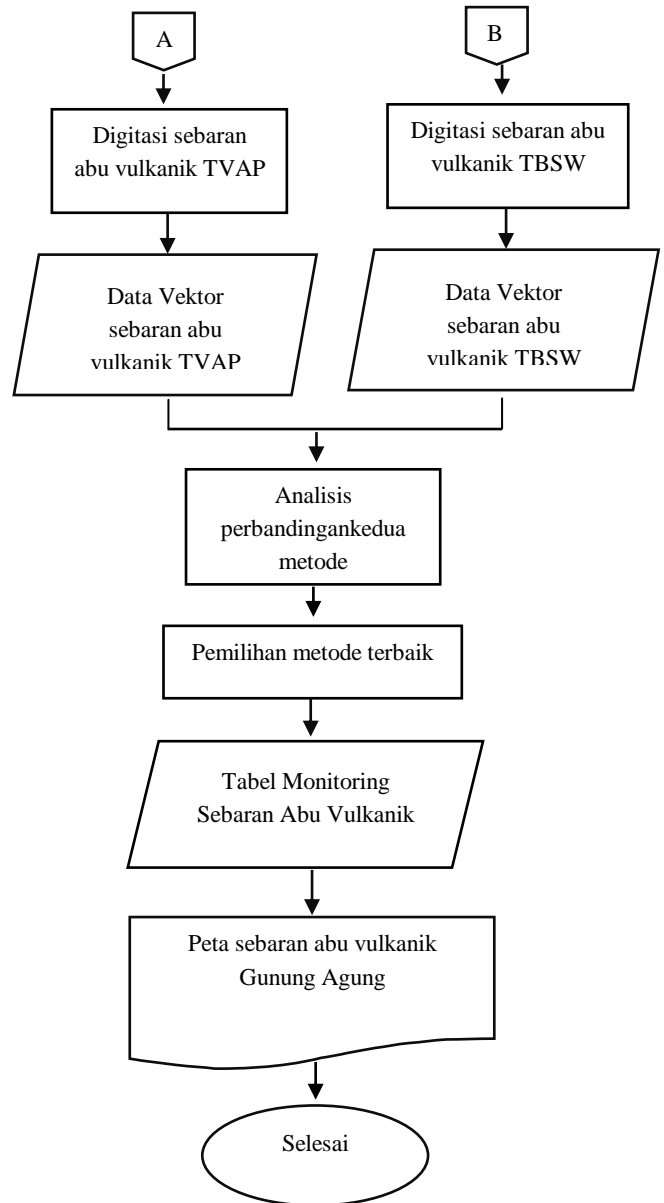 A
B
Digitasi sebaran
abu vulkanik TVAP
Digitasi sebaran abu
vulkanik TBSW
Data Vektor
sebaran abu
vulkanik TVAP
Data Vektor
sebaran abu
vulkanik TBSW
Analisis
perbandingankedua
metode
Pemilihan metode terbaik
Tabel Monitoring
Sebaran Abu Vulkanik
Peta sebaran abu vulkanik
Gunung Agung
Selesai